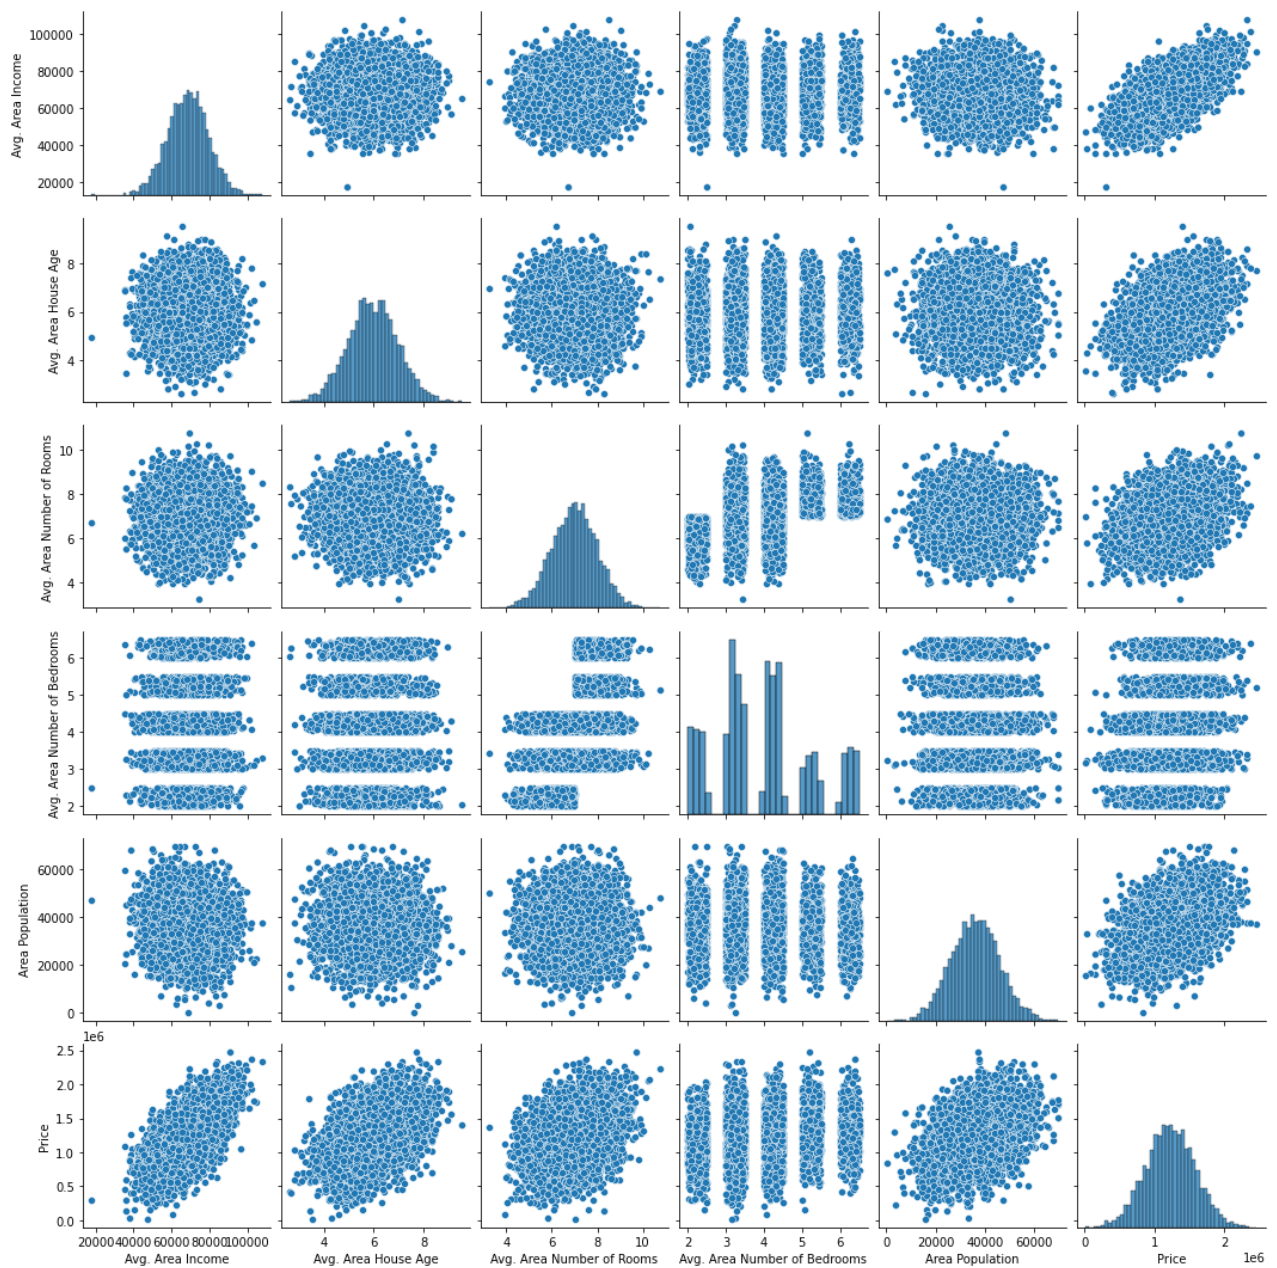 100000
80000
60000
40000
20000
Avg. Area Income
8
6
4
Avg. Area House Age
10
8
6
4
Avg. Area Number of Rooms
6
5
4
3
2
Avg. Area Number of Bedrooms
60000
40000
20000
0
Area Population
1e6
2.5
2.0
1.5
1.0
0.5
0.0
Price
20000 40000 60000 80000 100000
4 6 8
4 6 8 10
2 3 4 5 6
0 20000 40000 60000
0 1 2
1e6
Avg. Area Income
Avg. Area House Age
Avg. Area Number of Rooms
Avg. Area Number of Bedrooms
Area Population
Price